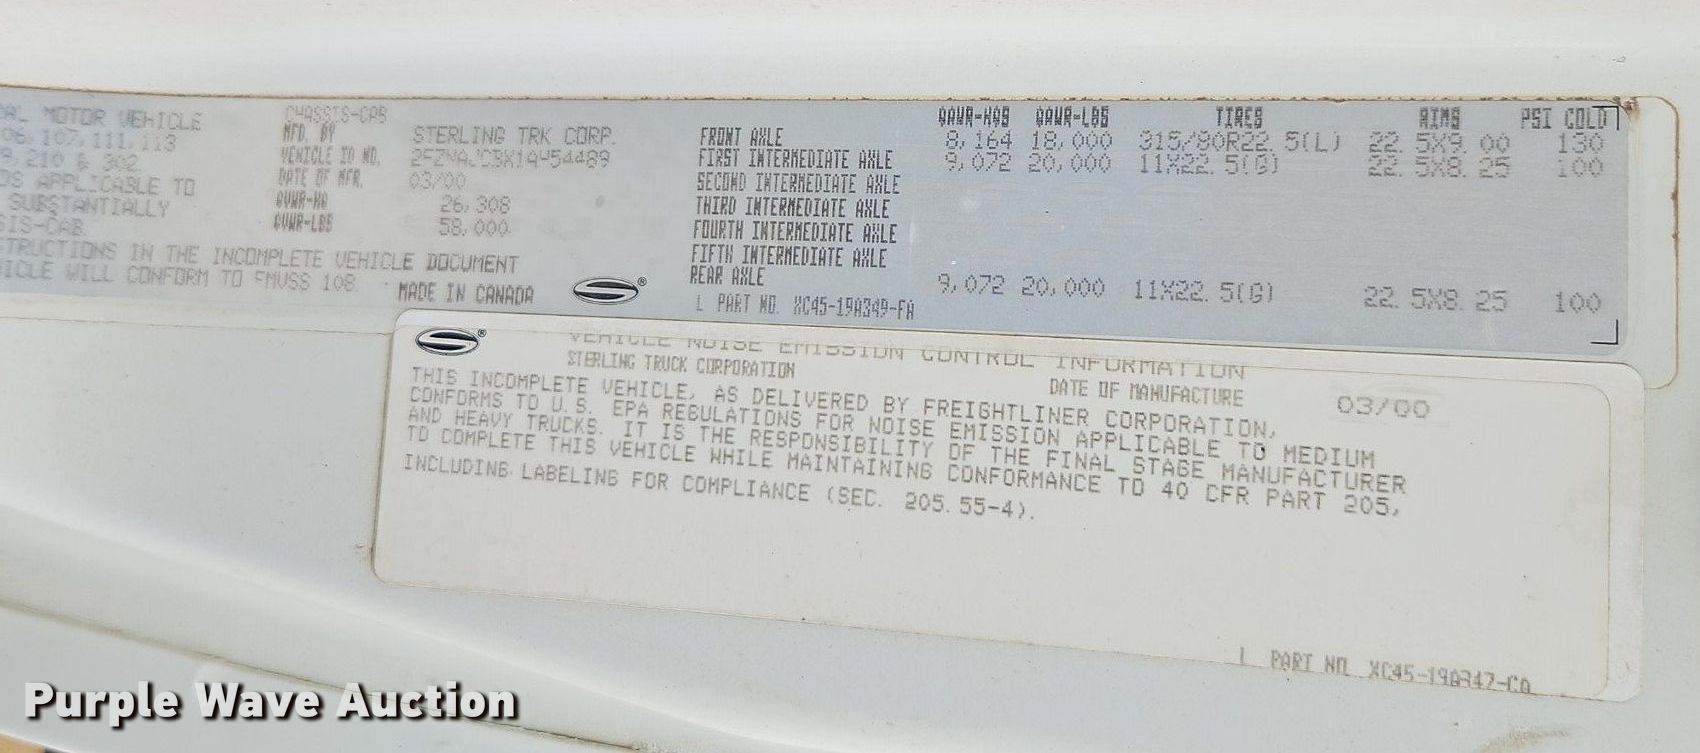 AL MOTOR VEHICLE
06, 107, 111, 113
9, 210 & 302
DS APPLICABLE TO
SUBSTANTIALLY
SIS-CAB.
STRUCTIONS IN THE INCOMPLETE VEHICLE DOCUMENT
ICLE WILL CONFORM TO FMVSS 108.
CHASSIS-CAB
MFD. BY STERLING TRK CORP.
VEHICLE ID NO.
DATE OF MFR. 03/00
GVWR-KG 26,308
GVWR-LBS 58,000
MADE IN CANADA
GAWR-KGS GAWR-LBS TIRES RIMS PSI COLD
FRONT AXLE 8,164 18,000 315/80R22.5(L) 22.5X9.00 130
FIRST INTERMEDIATE AXLE 9,072 20,000 11X22.5(G) 22.5X8.25 100
SECOND INTERMEDIATE AXLE
THIRD INTERMEDIATE AXLE
FOURTH INTERMEDIATE AXLE
FIFTH INTERMEDIATE AXLE
REAR AXLE 9,072 20,000 11X22.5(G) 22.5X8.25 100
L PART NO. XC45-19A349-FA
VEHICLE NOISE EMISSION CONTROL INFORMATION
STERLING TRUCK CORPORATION DATE OF MANUFACTURE 03/00
THIS INCOMPLETE VEHICLE, AS DELIVERED BY FREIGHTLINER CORPORATION,
CONFORMS TO U.S. EPA REGULATIONS FOR NOISE EMISSION APPLICABLE TO MEDIUM
AND HEAVY TRUCKS. IT IS THE RESPONSIBILITY OF THE FINAL STAGE MANUFACTURER
TO COMPLETE THIS VEHICLE WHILE MAINTAINING CONFORMANCE TO 40 CFR PART 205,
INCLUDING LABELING FOR COMPLIANCE (SEC. 205.55-4).
L PART NO. XC45-19A347-CA
Purple Wave Auction